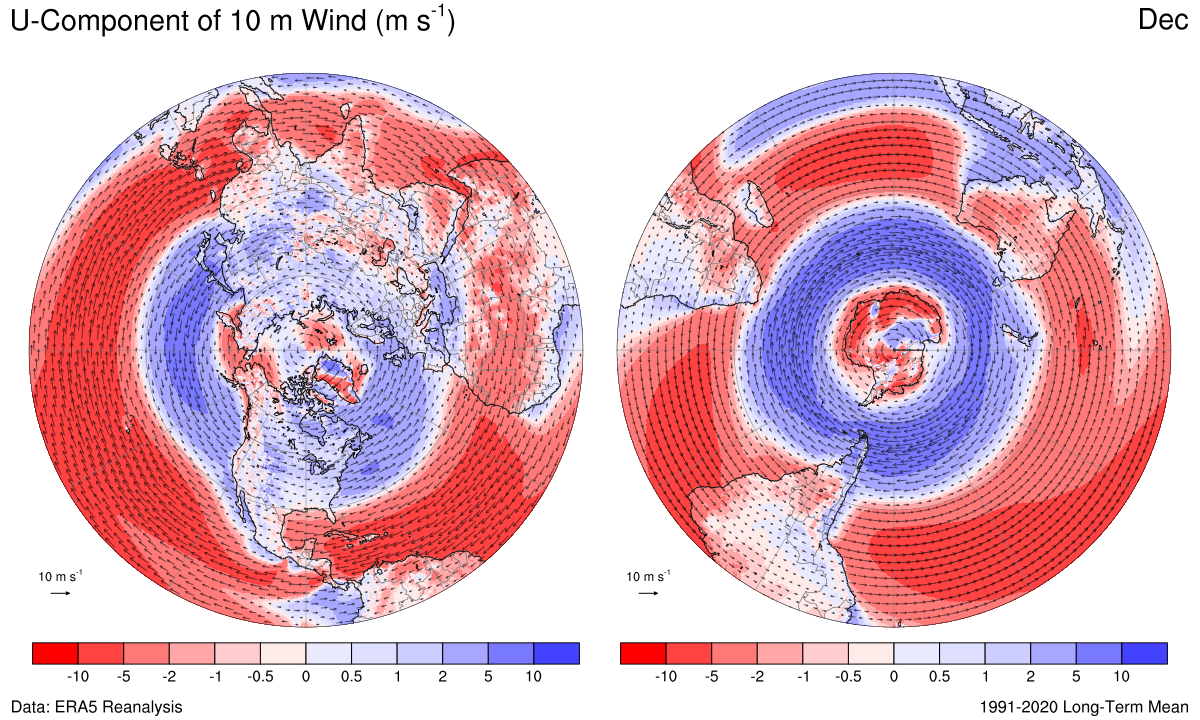 U-Component of 10 m Wind (m s-1) Dec
10 m s-1 10 m s-1
-10 -5 -2 -1 -0.5 0 0.5 1 2 5 10 -10 -5 -2 -1 -0.5 0 0.5 1 2 5 10
Data: ERA5 Reanalysis 1991-2020 Long-Term Mean